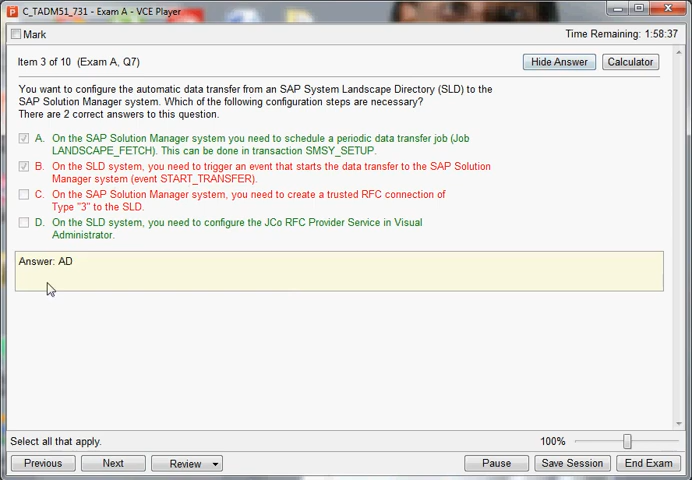 C_TADM51_731 - Exam A - VCE Player
Mark
Time Remaining: 1:58:37
Item 3 of 10 (Exam A, Q7)
Hide Answer
Calculator
You want to configure the automatic data transfer from an SAP System Landscape Directory (SLD) to the
SAP Solution Manager system. Which of the following configuration steps are necessary?
There are 2 correct answers to this question.
A. On the SAP Solution Manager system you need to schedule a periodic data transfer job (Job
LANDSCAPE_FETCH). This can be done in transaction SMSY_SETUP.
B. On the SLD system, you need to trigger an event that starts the data transfer to the SAP Solution
Manager system (event START_TRANSFER).
C. On the SAP Solution Manager system, you need to create a trusted RFC connection of
Type "3" to the SLD.
D. On the SLD system, you need to configure the JCo RFC Provider Service in Visual
Administrator.
Answer: AD
Select all that apply.
100%
Previous
Next
Review
Pause
Save Session
End Exam